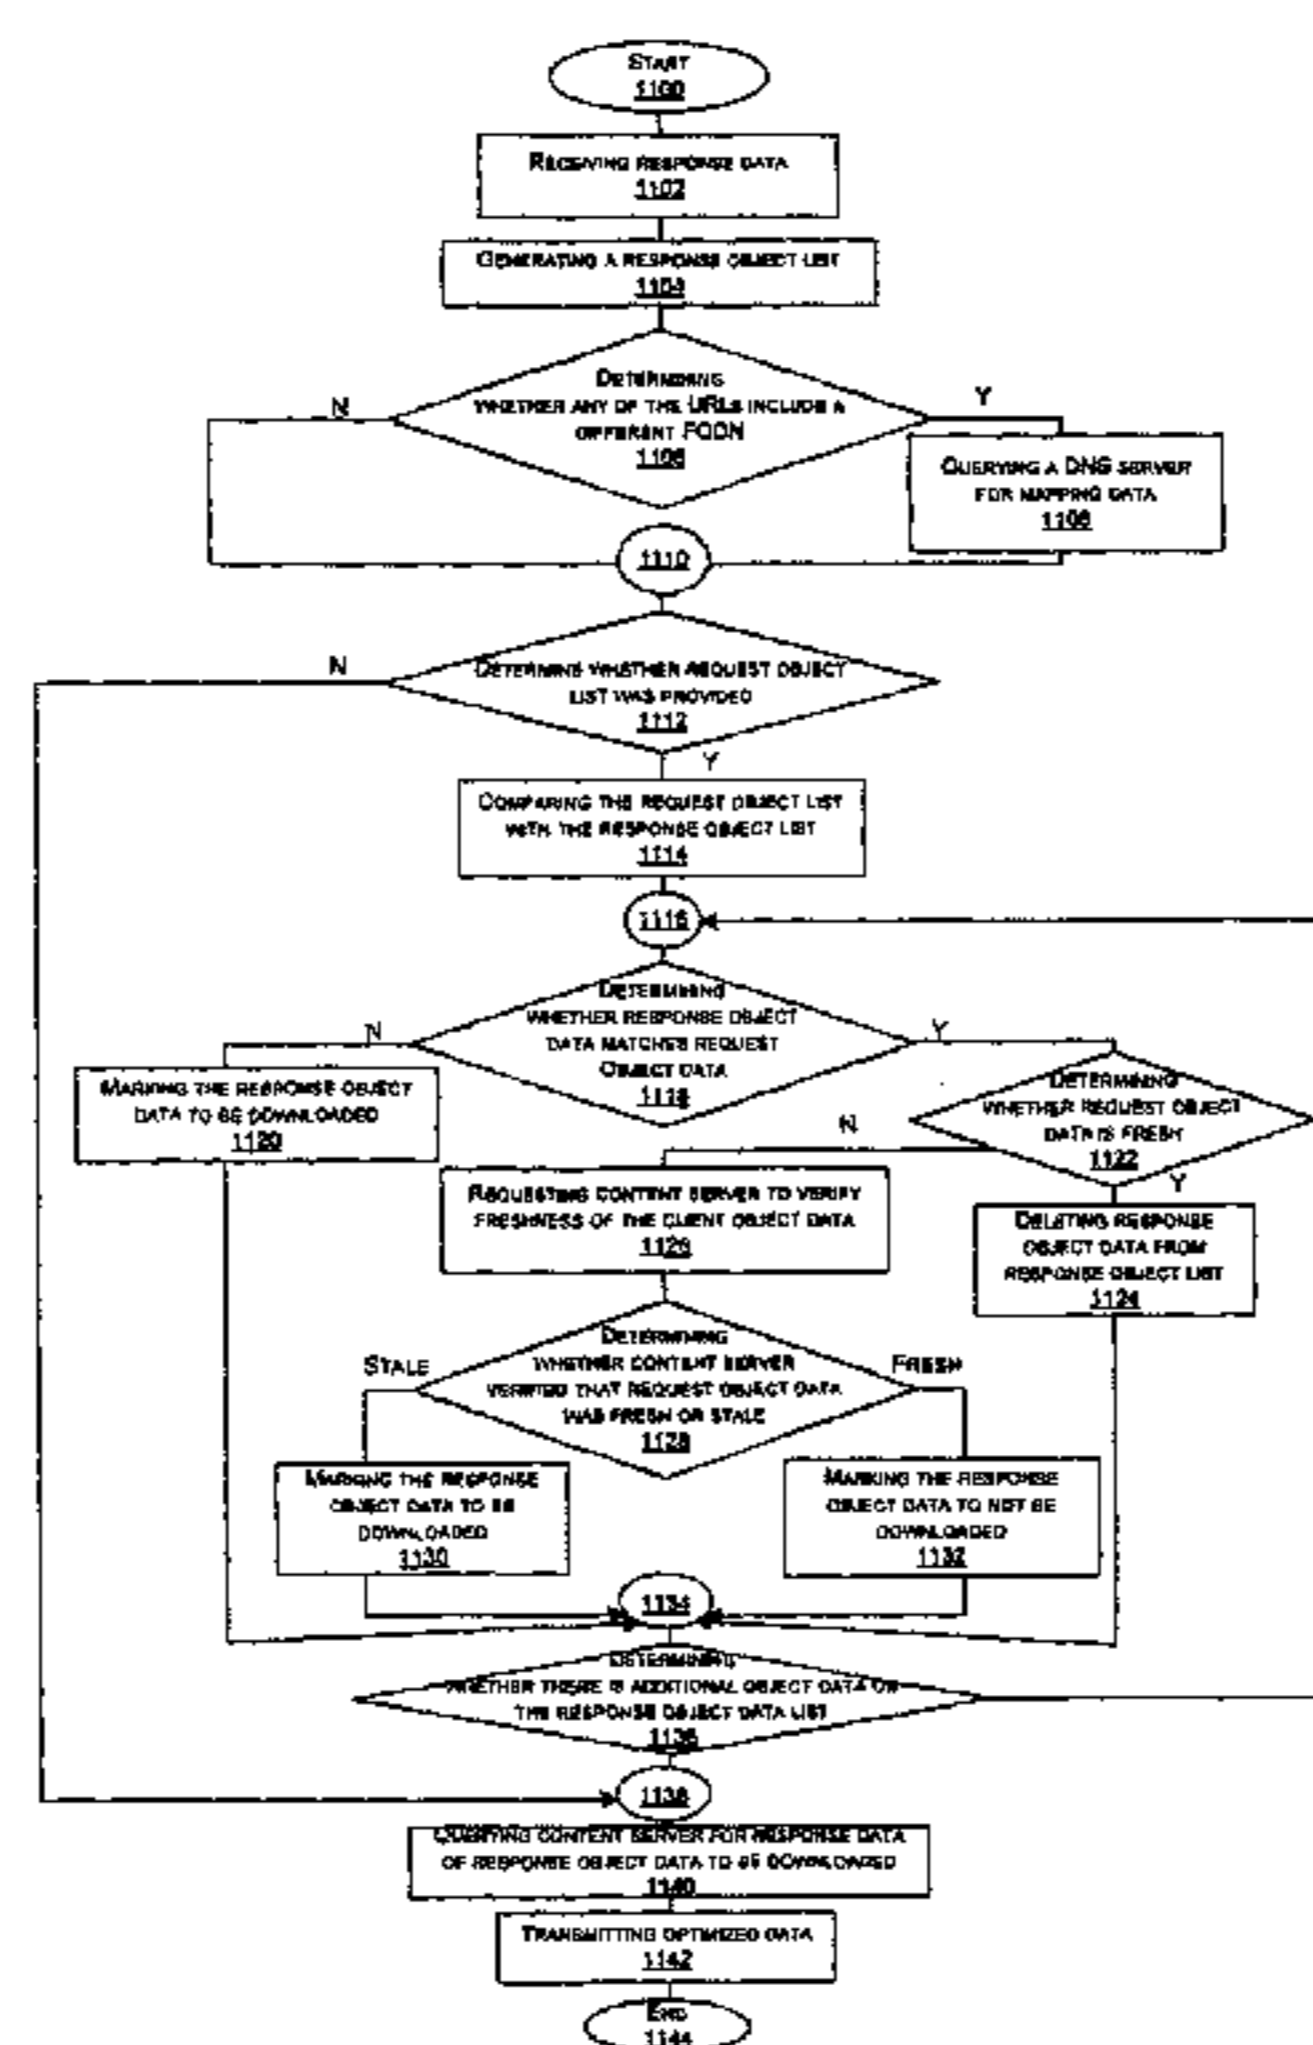 START
1100
RECEIVING RESPONSE DATA
1102
GENERATING A RESPONSE OBJECT LIST
1104
DETERMINING
WHETHER ANY OF THE URLS INCLUDE A
DIFFERENT FQDN
1106
N
Y
QUERYING A DNS SERVER
FOR MAPPING DATA
1108
1110
DETERMINE WHETHER REQUEST OBJECT
LIST WAS PROVIDED
1112
N
Y
COMPARING THE REQUEST OBJECT LIST
WITH THE RESPONSE OBJECT LIST
1114
1116
DETERMINING
WHETHER RESPONSE OBJECT
DATA MATCHES REQUEST
OBJECT DATA
1118
N
Y
MARKING THE RESPONSE OBJECT
DATA TO BE DOWNLOADED
1120
DETERMINING
WHETHER REQUEST OBJECT
DATA IS FRESH
1122
N
Y
REQUESTING CONTENT SERVER TO VERIFY
FRESHNESS OF THE CLIENT OBJECT DATA
1126
DELETING RESPONSE
OBJECT DATA FROM
RESPONSE OBJECT LIST
1124
DETERMINING
WHETHER CONTENT SERVER
VERIFIED THAT REQUEST OBJECT DATA
WAS FRESH OR STALE
1128
STALE
FRESH
MARKING THE RESPONSE
OBJECT DATA TO BE
DOWNLOADED
1130
MARKING THE RESPONSE
OBJECT DATA TO NOT BE
DOWNLOADED
1132
1134
DETERMINING
WHETHER THERE IS ADDITIONAL OBJECT DATA ON
THE RESPONSE OBJECT DATA LIST
1136
1138
QUERYING CONTENT SERVER FOR RESPONSE DATA
OF RESPONSE OBJECT DATA TO BE DOWNLOADED
1140
TRANSMITTING OPTIMIZED DATA
1142
END
1144